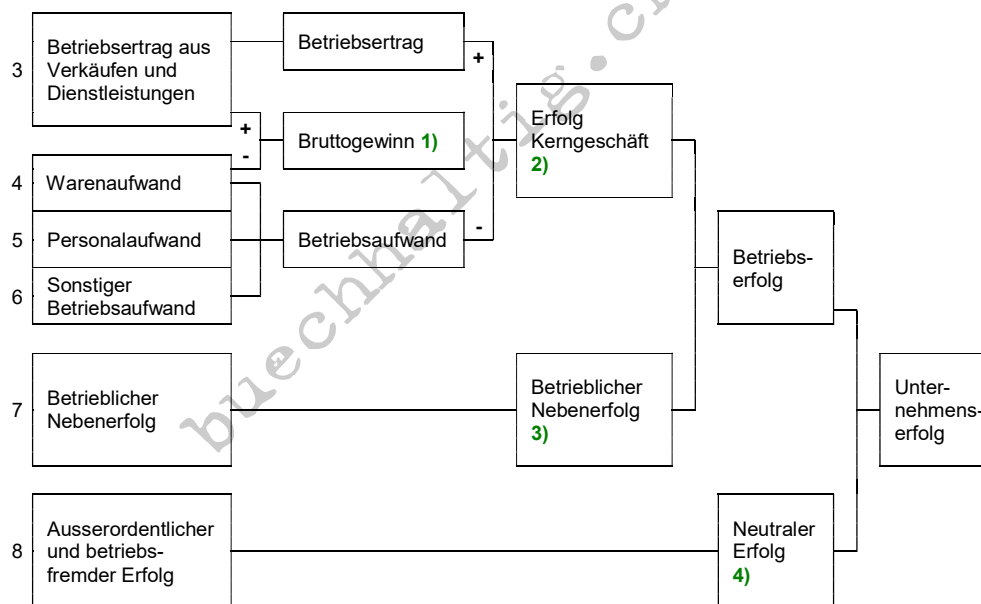 3
Betriebsertrag aus
Verkäufen und
Dienstleistungen
Betriebsertrag
+
+
-
Bruttogewinn 1)
Erfolg
Kerngeschäft
2)
4
Warenaufwand
5
Personalaufwand
Betriebsaufwand
-
6
Sonstiger
Betriebsaufwand
Betriebs-
erfolg
7
Betrieblicher
Nebenerfolg
Betrieblicher
Nebenerfolg
3)
Unter-
nehmens-
erfolg
8
Ausserordentlicher
und betriebs-
fremder Erfolg
Neutraler
Erfolg
4)
buechhaltig.c